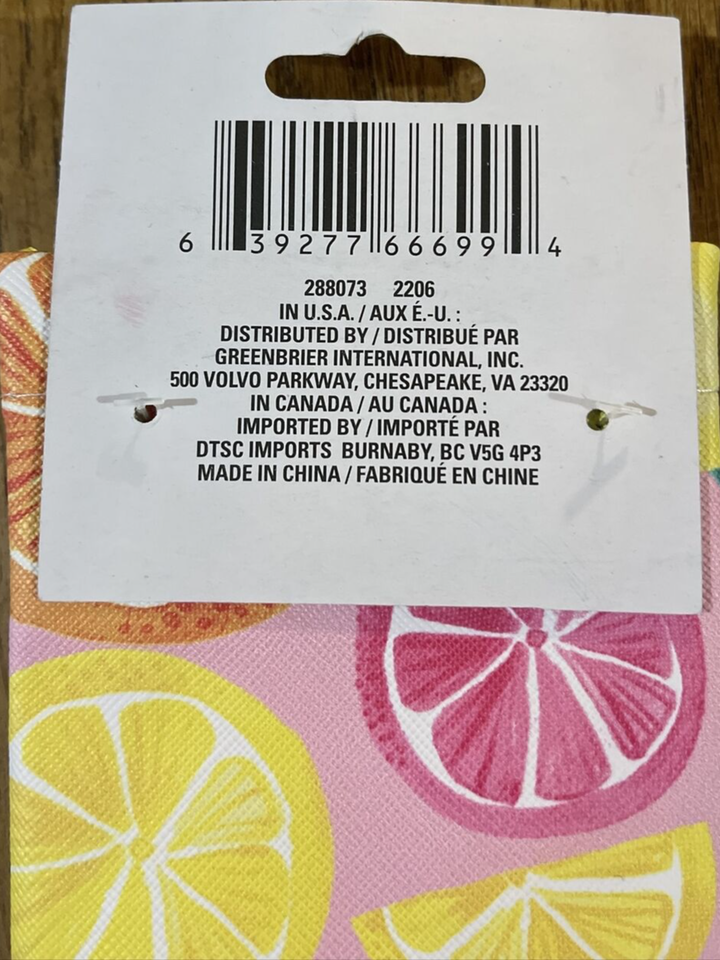 6 39277 66699 4
288073 2206
IN U.S.A. / AUX É.-U. :
DISTRIBUTED BY / DISTRIBUÉ PAR
GREENBRIER INTERNATIONAL, INC.
500 VOLVO PARKWAY, CHESAPEAKE, VA 23320
IN CANADA / AU CANADA :
IMPORTED BY / IMPORTÉ PAR
DTSC IMPORTS BURNABY, BC V5G 4P3
MADE IN CHINA / FABRIQUÉ EN CHINE